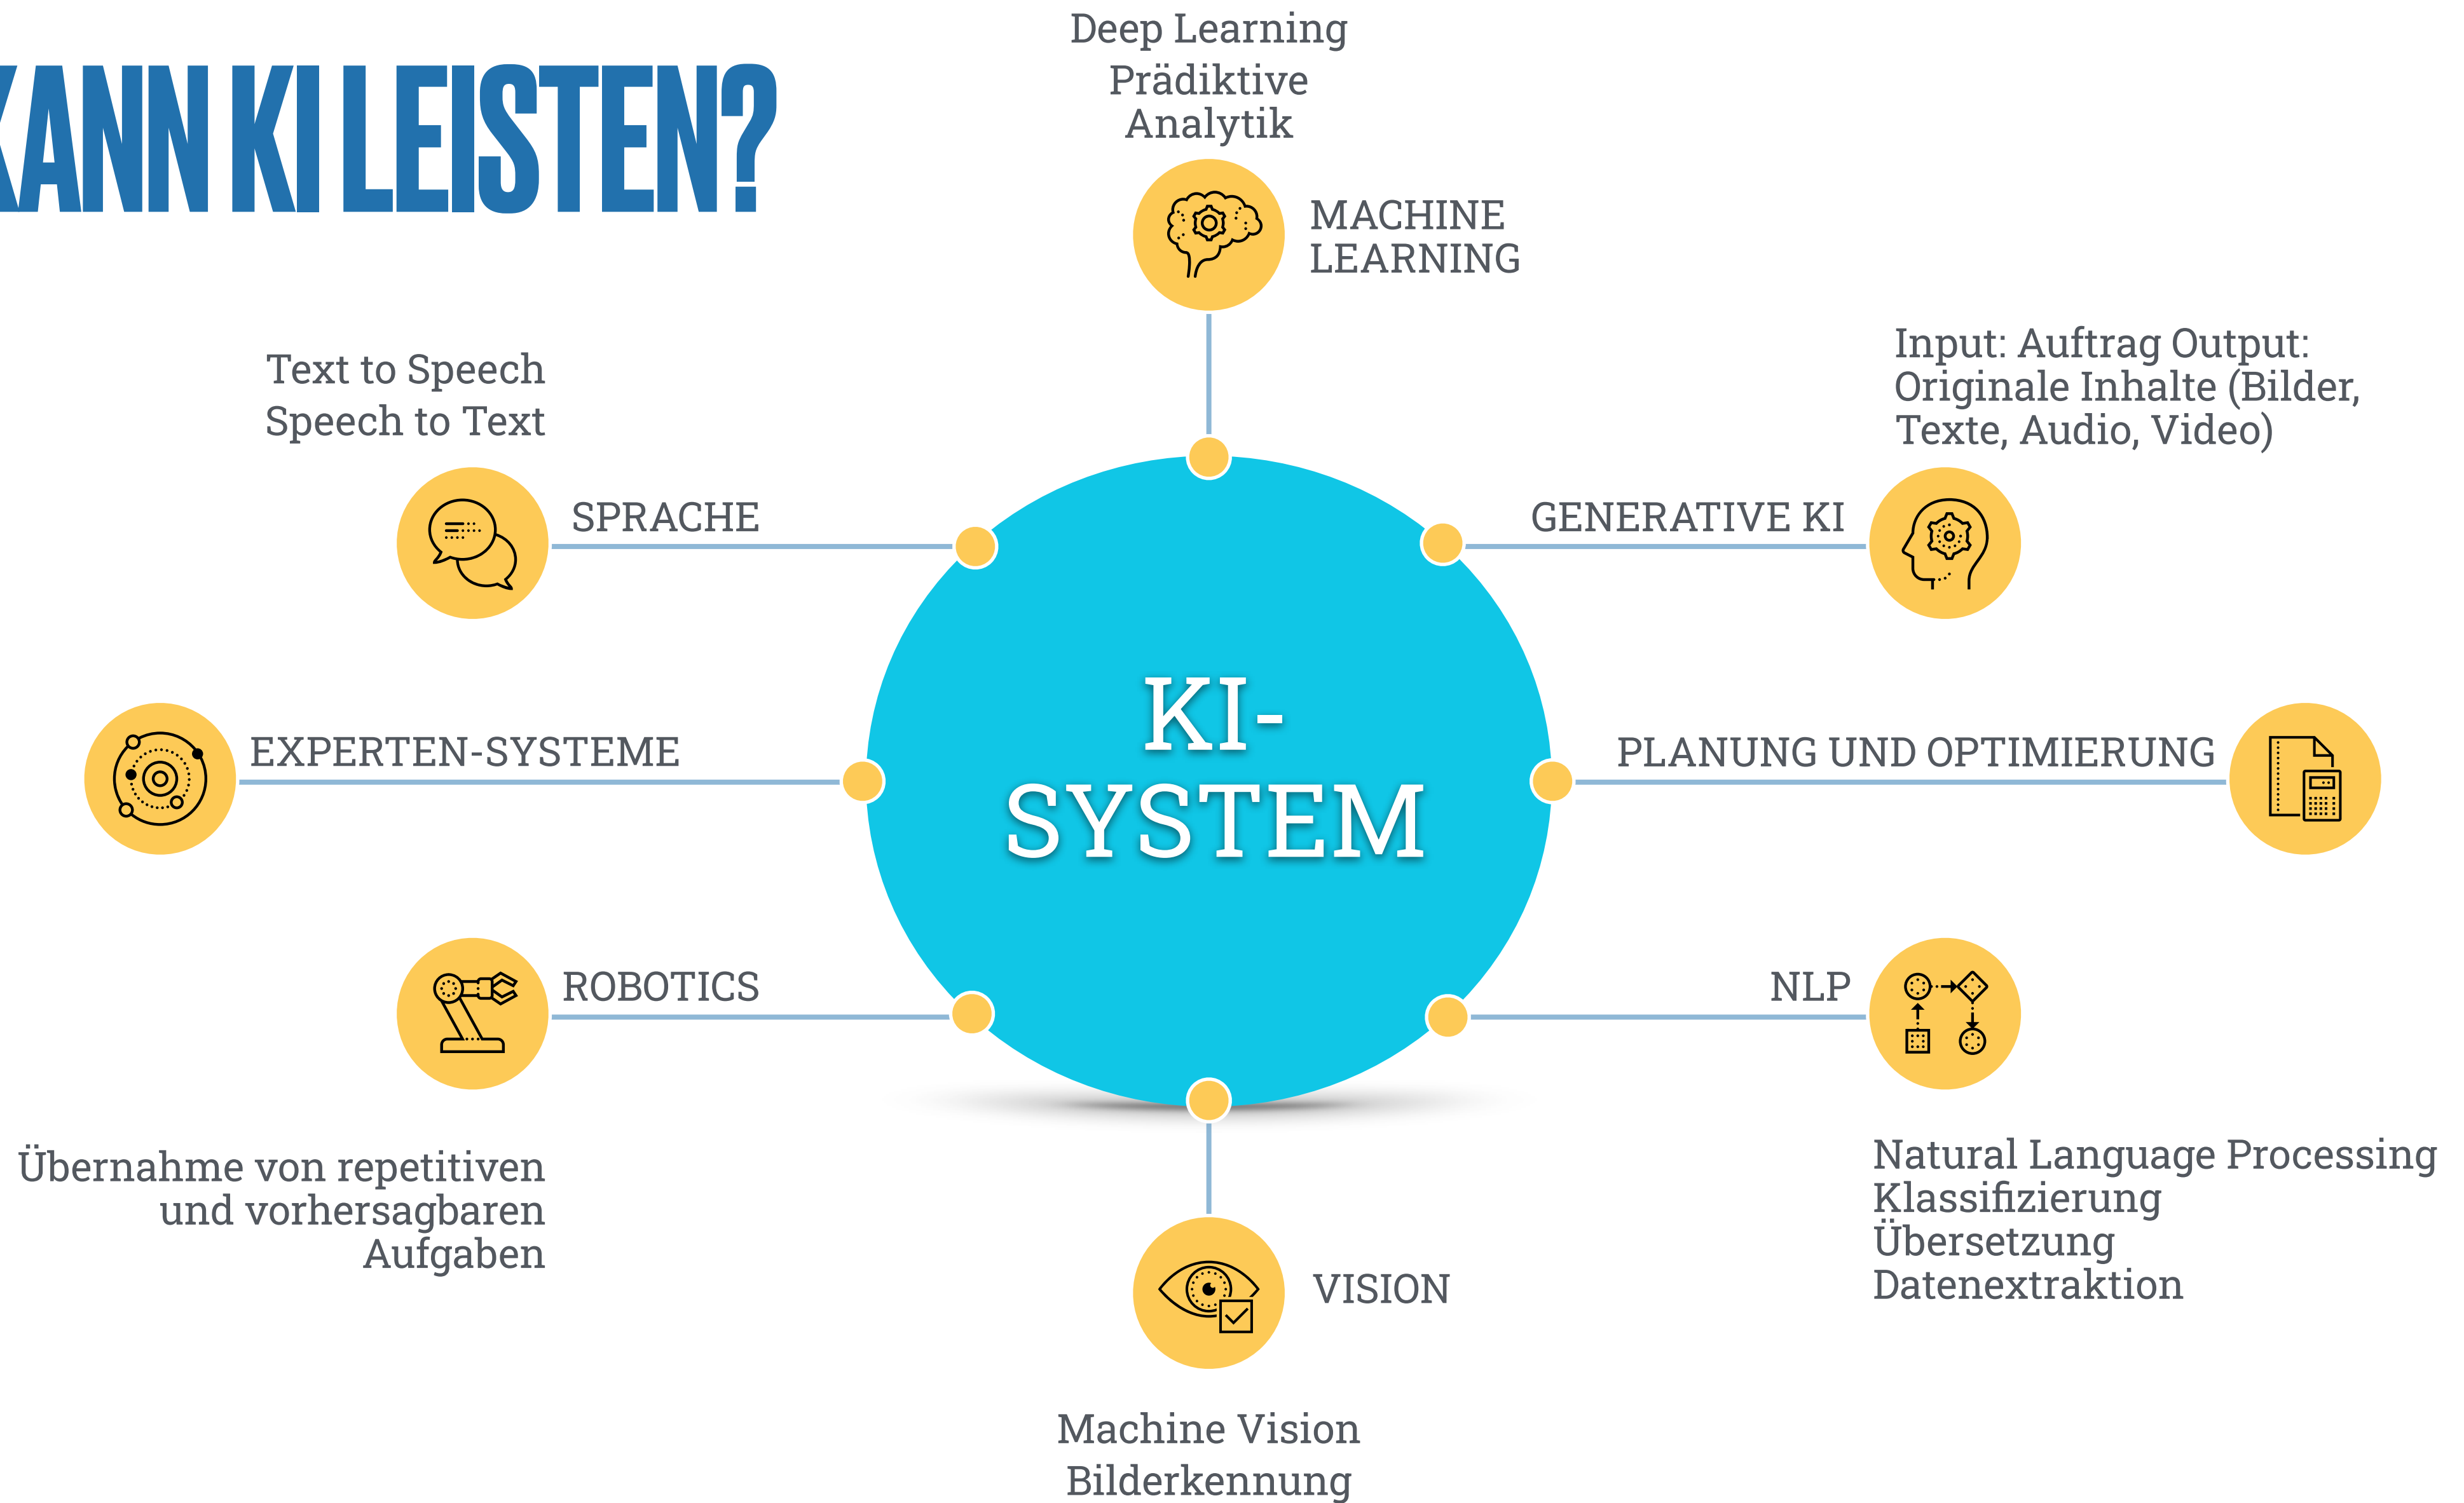 KANN KI LEISTEN?
Deep Learning
Prädiktive
Analytik
MACHINE
LEARNING
Text to Speech
Speech to Text
SPRACHE
Input: Auftrag Output:
Originale Inhalte (Bilder,
Texte, Audio, Video)
GENERATIVE KI
KI-
SYSTEM
EXPERTEN-SYSTEME
PLANUNG UND OPTIMIERUNG
ROBOTICS
Übernahme von repetitiven
und vorhersagbaren
Aufgaben
NLP
Natural Language Processing
Klassifizierung
Übersetzung
Datenextraktion
VISION
Machine Vision
Bilderkennung